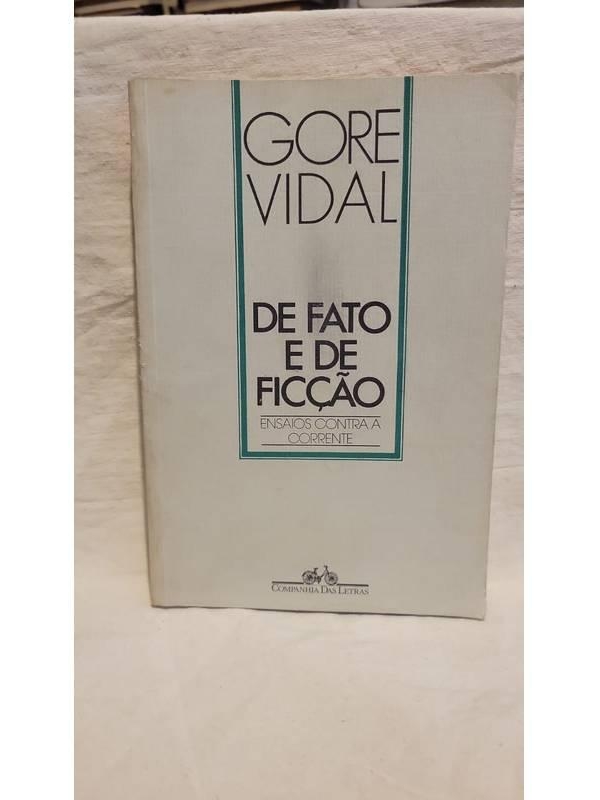 GORE
VIDAL
DE FATO
E DE
FICÇÃO
ENSAIOS CONTRA A
CORRENTE
COMPANHIA DAS LETRAS